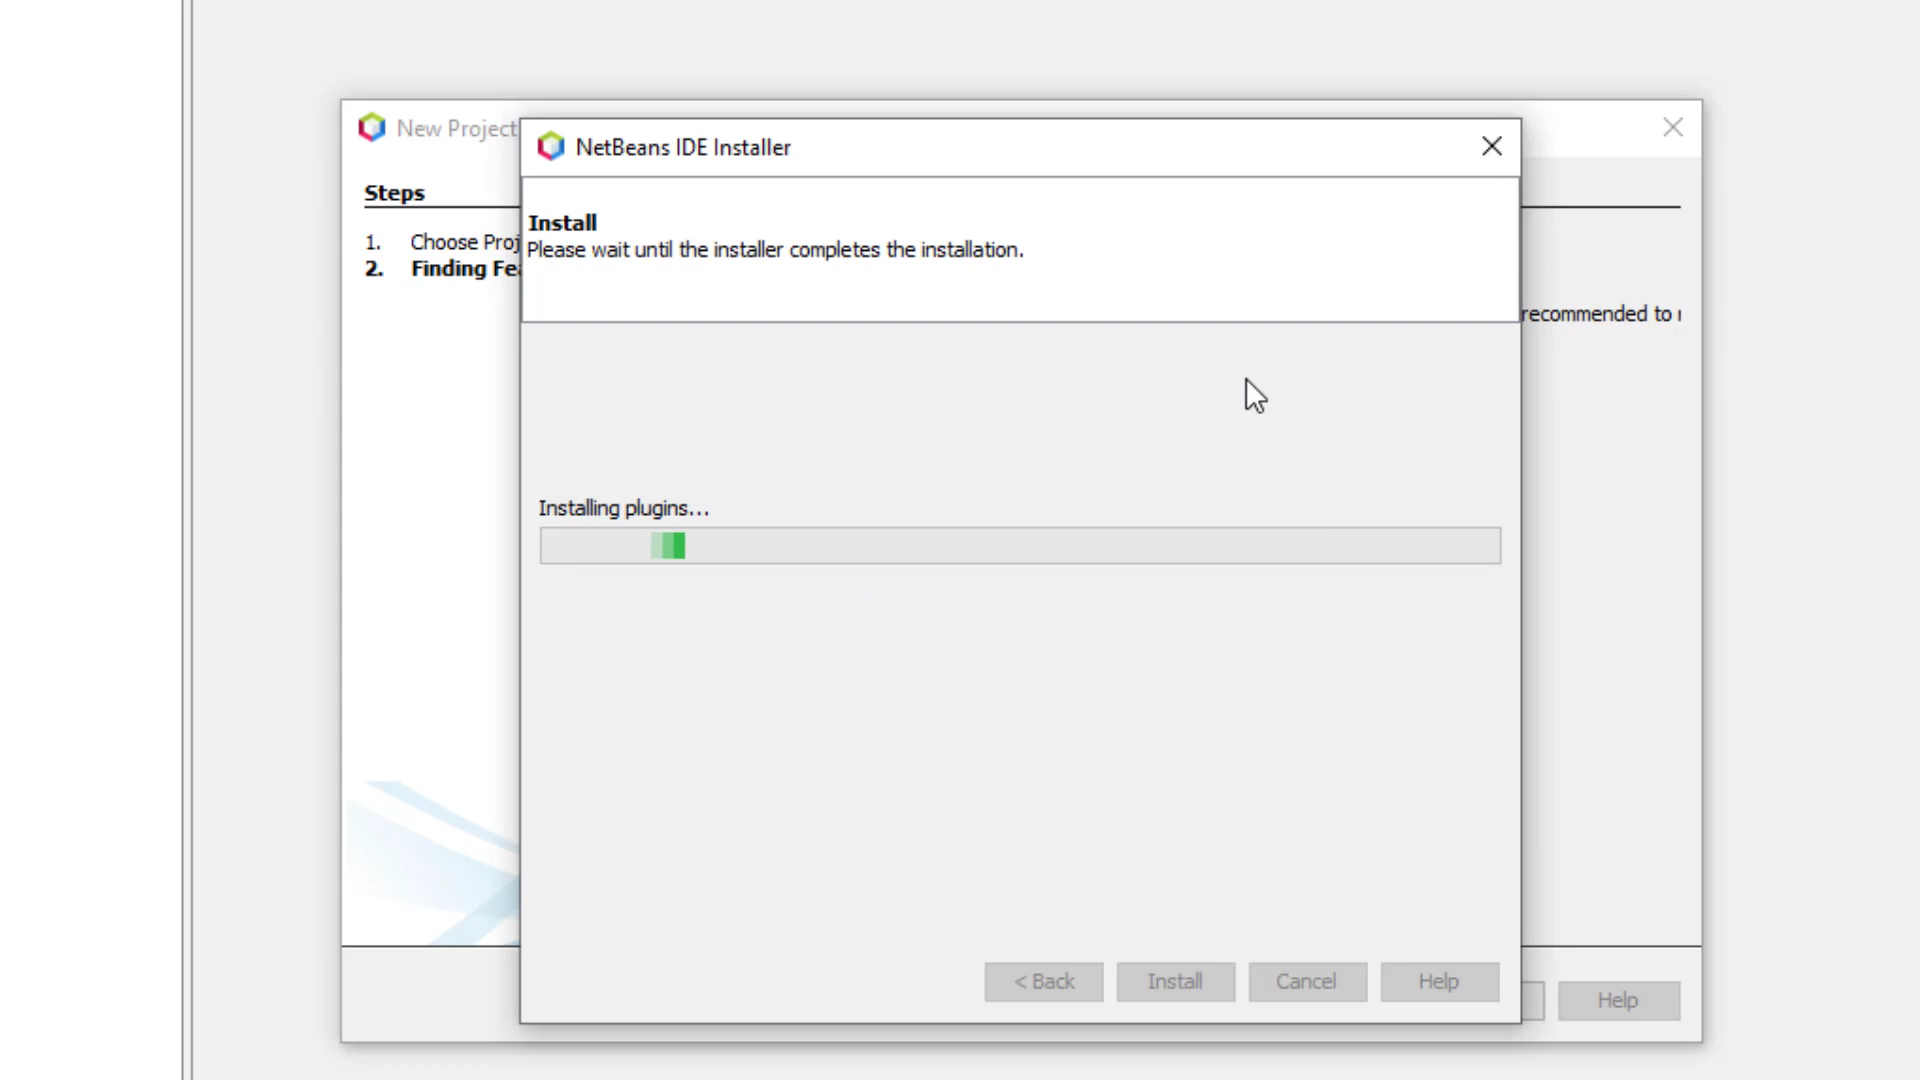 New Project
NetBeans IDE Installer
Steps
1. Choose Proj
2. Finding Fea
Install
Please wait until the installer completes the installation.
recommended to
Installing plugins...
< Back
Install
Cancel
Help
Help